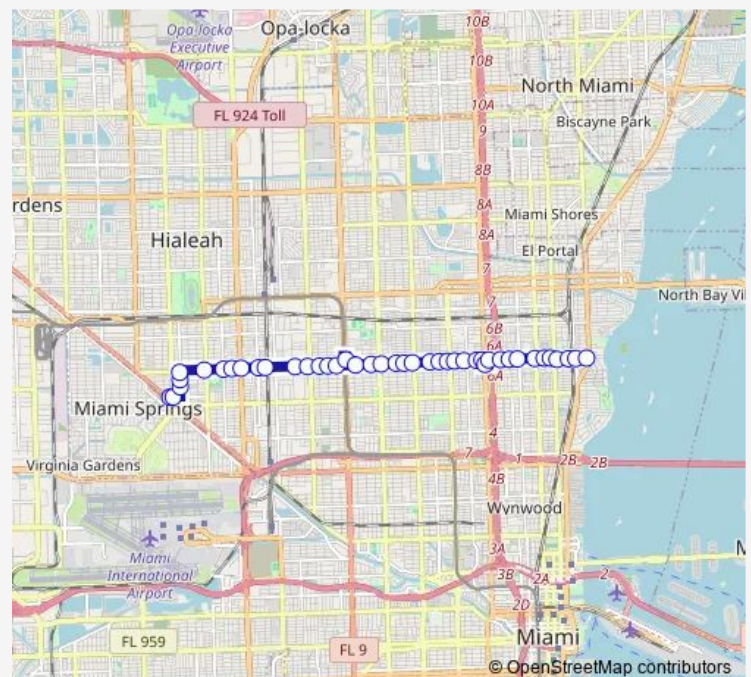 10B
Opa-locka
Opa-locka
Executive
Airport
10B
North Miami
10A
FL 924 Toll
Biscayne Park
9
8B
rdens
8A
Miami Shores
Hialeah
8A
El Portal
7
North Bay Vil
7
6B
6A
6A
Miami Springs
4
Virginia Gardens
7
1
2B
2B
4B
Wynwood
Miami
International
Airport
3A
3B
2A
2
2D
FL 959
FL 9
Miami
© OpenStreetMap contributors